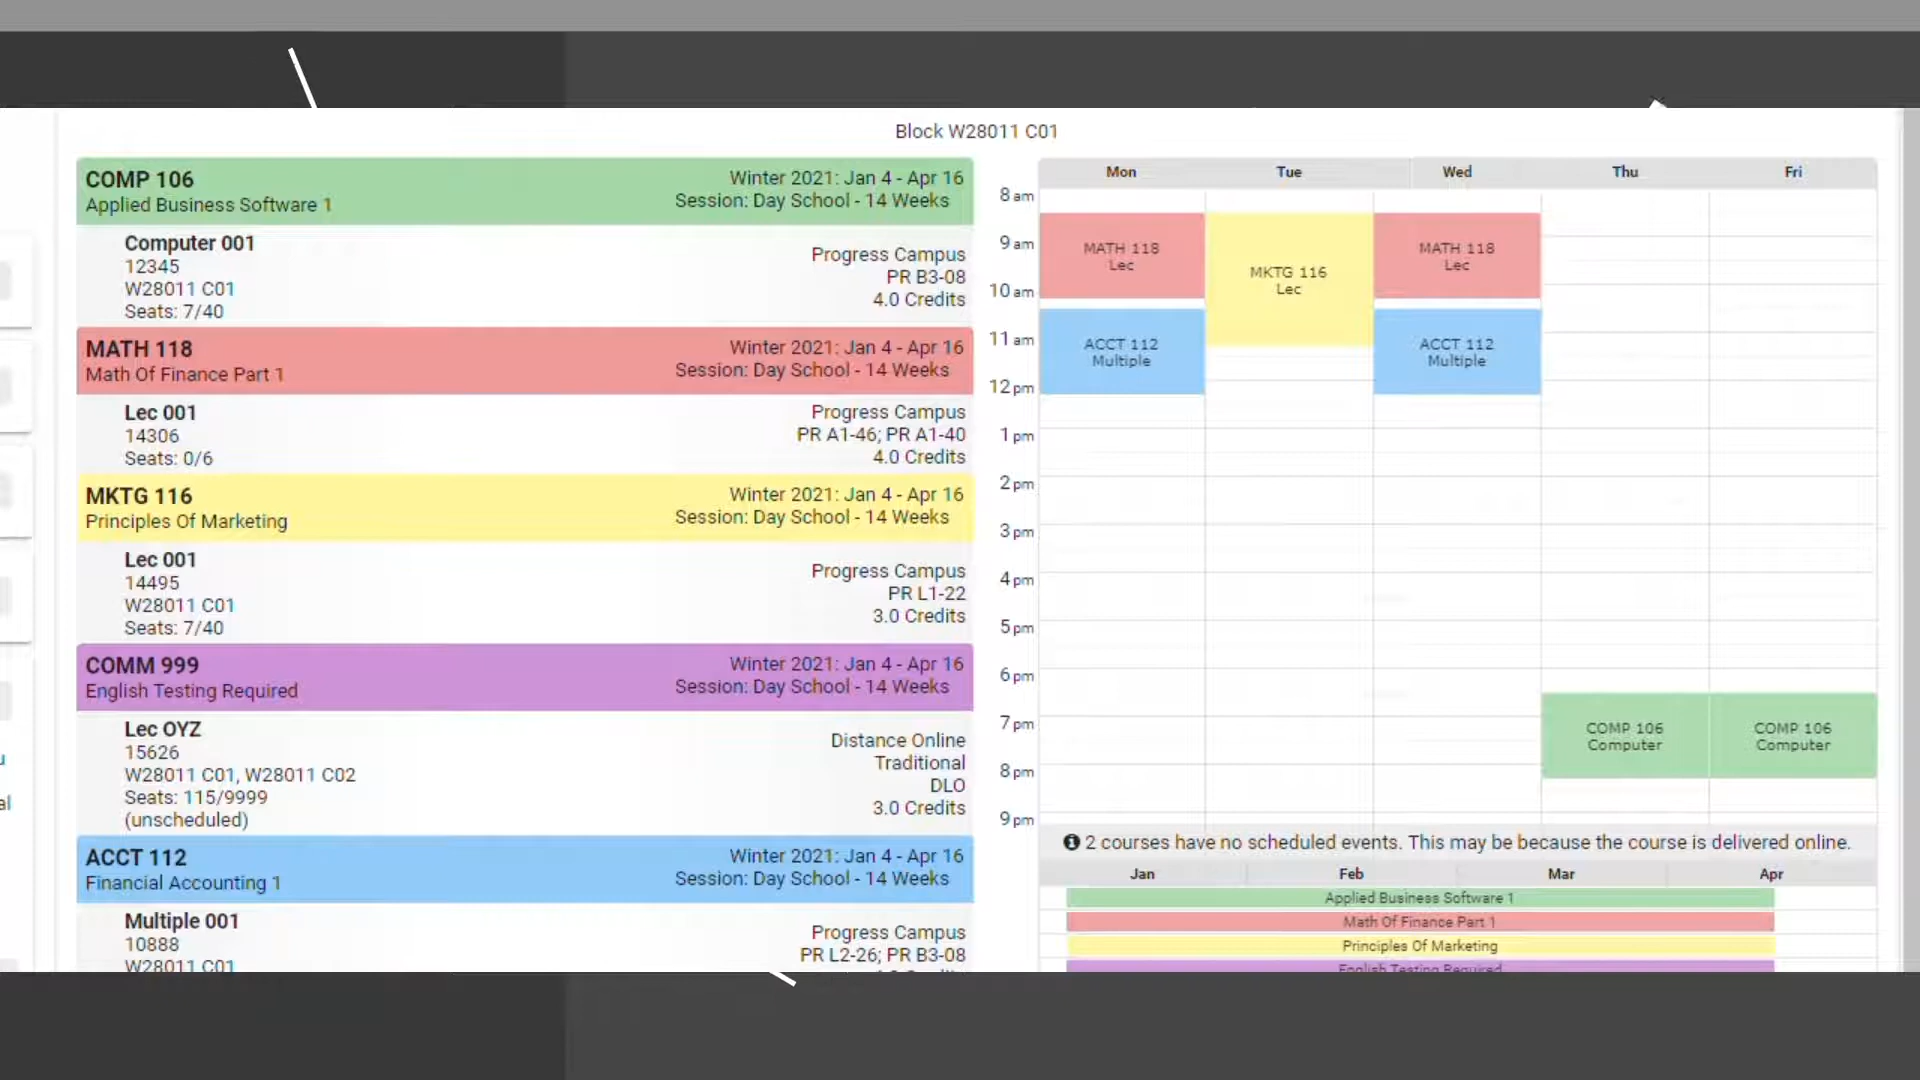 Block W28011 C01
COMP 106
Applied Business Software 1
Winter 2021: Jan 4 - Apr 16
Session: Day School - 14 Weeks
Computer 001
12345
W28011 C01
Seats: 7/40
Progress Campus
PR B3-08
4.0 Credits
MATH 118
Math Of Finance Part 1
Winter 2021: Jan 4 - Apr 16
Session: Day School - 14 Weeks
Lec 001
14306
Seats: 0/6
Progress Campus
PR A1-46; PR A1-40
4.0 Credits
MKTG 116
Principles Of Marketing
Winter 2021: Jan 4 - Apr 16
Session: Day School - 14 Weeks
Lec 001
14495
W28011 C01
Seats: 7/40
Progress Campus
PR L1-22
3.0 Credits
COMM 999
English Testing Required
Winter 2021: Jan 4 - Apr 16
Session: Day School - 14 Weeks
Lec OYZ
15626
W28011 C01, W28011 C02
Seats: 115/9999
(unscheduled)
Distance Online
Traditional
DLO
3.0 Credits
ACCT 112
Financial Accounting 1
Winter 2021: Jan 4 - Apr 16
Session: Day School - 14 Weeks
Multiple 001
10888
W28011 C01
Progress Campus
PR L2-26; PR B3-08
Mon Tue Wed Thu Fri
8 am
9 am
10 am
11 am
12 pm
1 pm
2 pm
3 pm
4 pm
5 pm
6 pm
7 pm
8 pm
9 pm
MATH 118
Lec
MKTG 116
Lec
MATH 118
Lec
ACCT 112
Multiple
ACCT 112
Multiple
COMP 106
Computer
COMP 106
Computer
2 courses have no scheduled events. This may be because the course is delivered online.
Jan Feb Mar Apr
Applied Business Software 1
Math Of Finance Part 1
Principles Of Marketing
English Testing Required